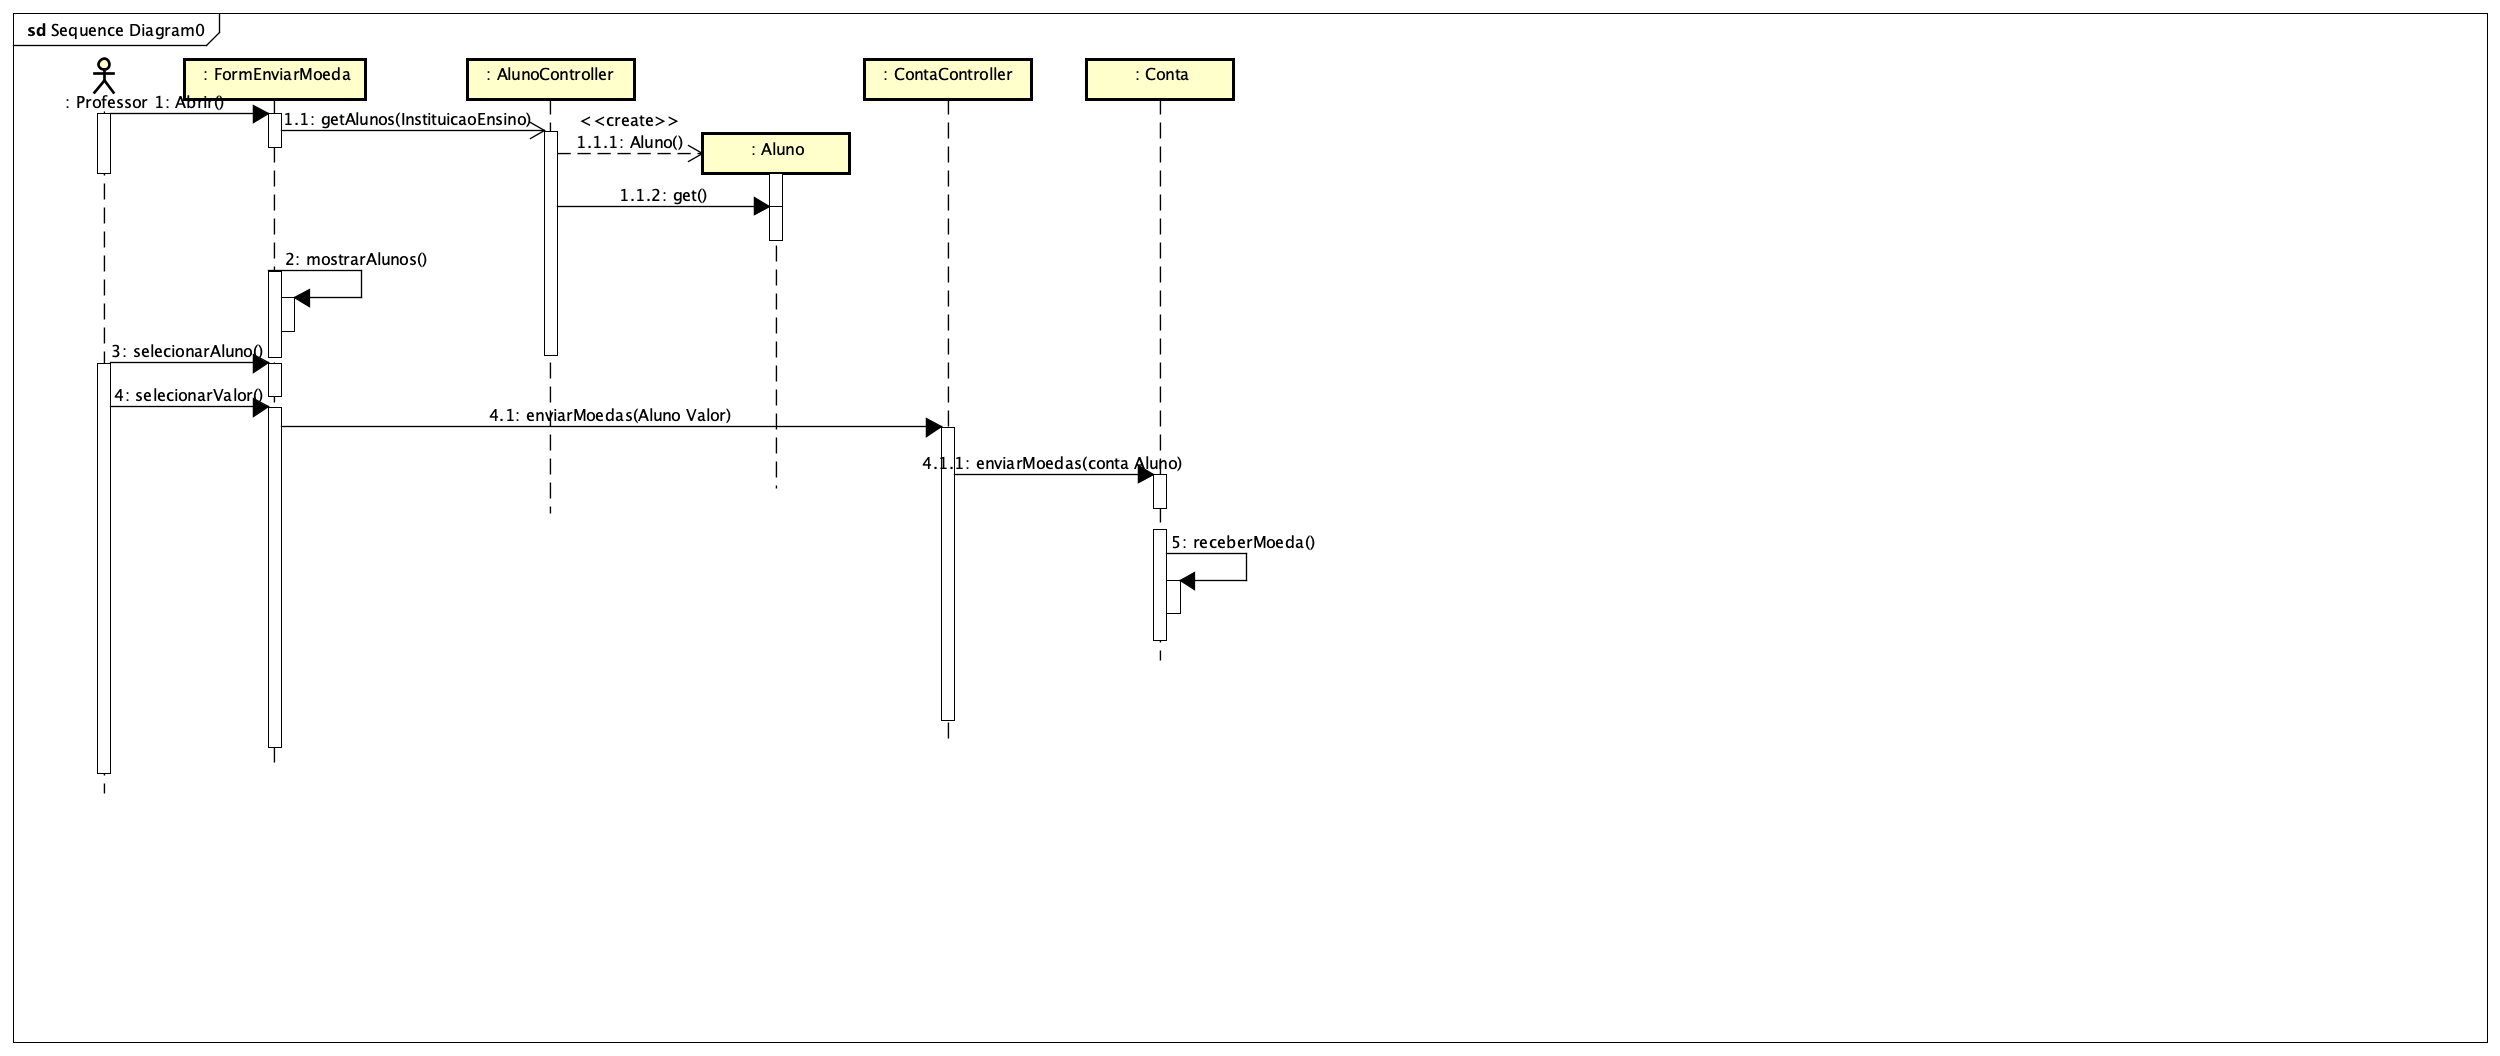 sd Sequence Diagram0
: FormEnviarMoeda
: AlunoController
: ContaController
: Conta
: Professor
1: Abrir()
1.1: getAlunos(InstituicaoEnsino)
<<create>>
1.1.1: Aluno()
: Aluno
1.1.2: get()
2: mostrarAlunos()
3: selecionarAluno()
4: selecionarValor()
4.1: enviarMoedas(Aluno Valor)
4.1.1: enviarMoedas(conta Aluno)
5: receberMoeda()